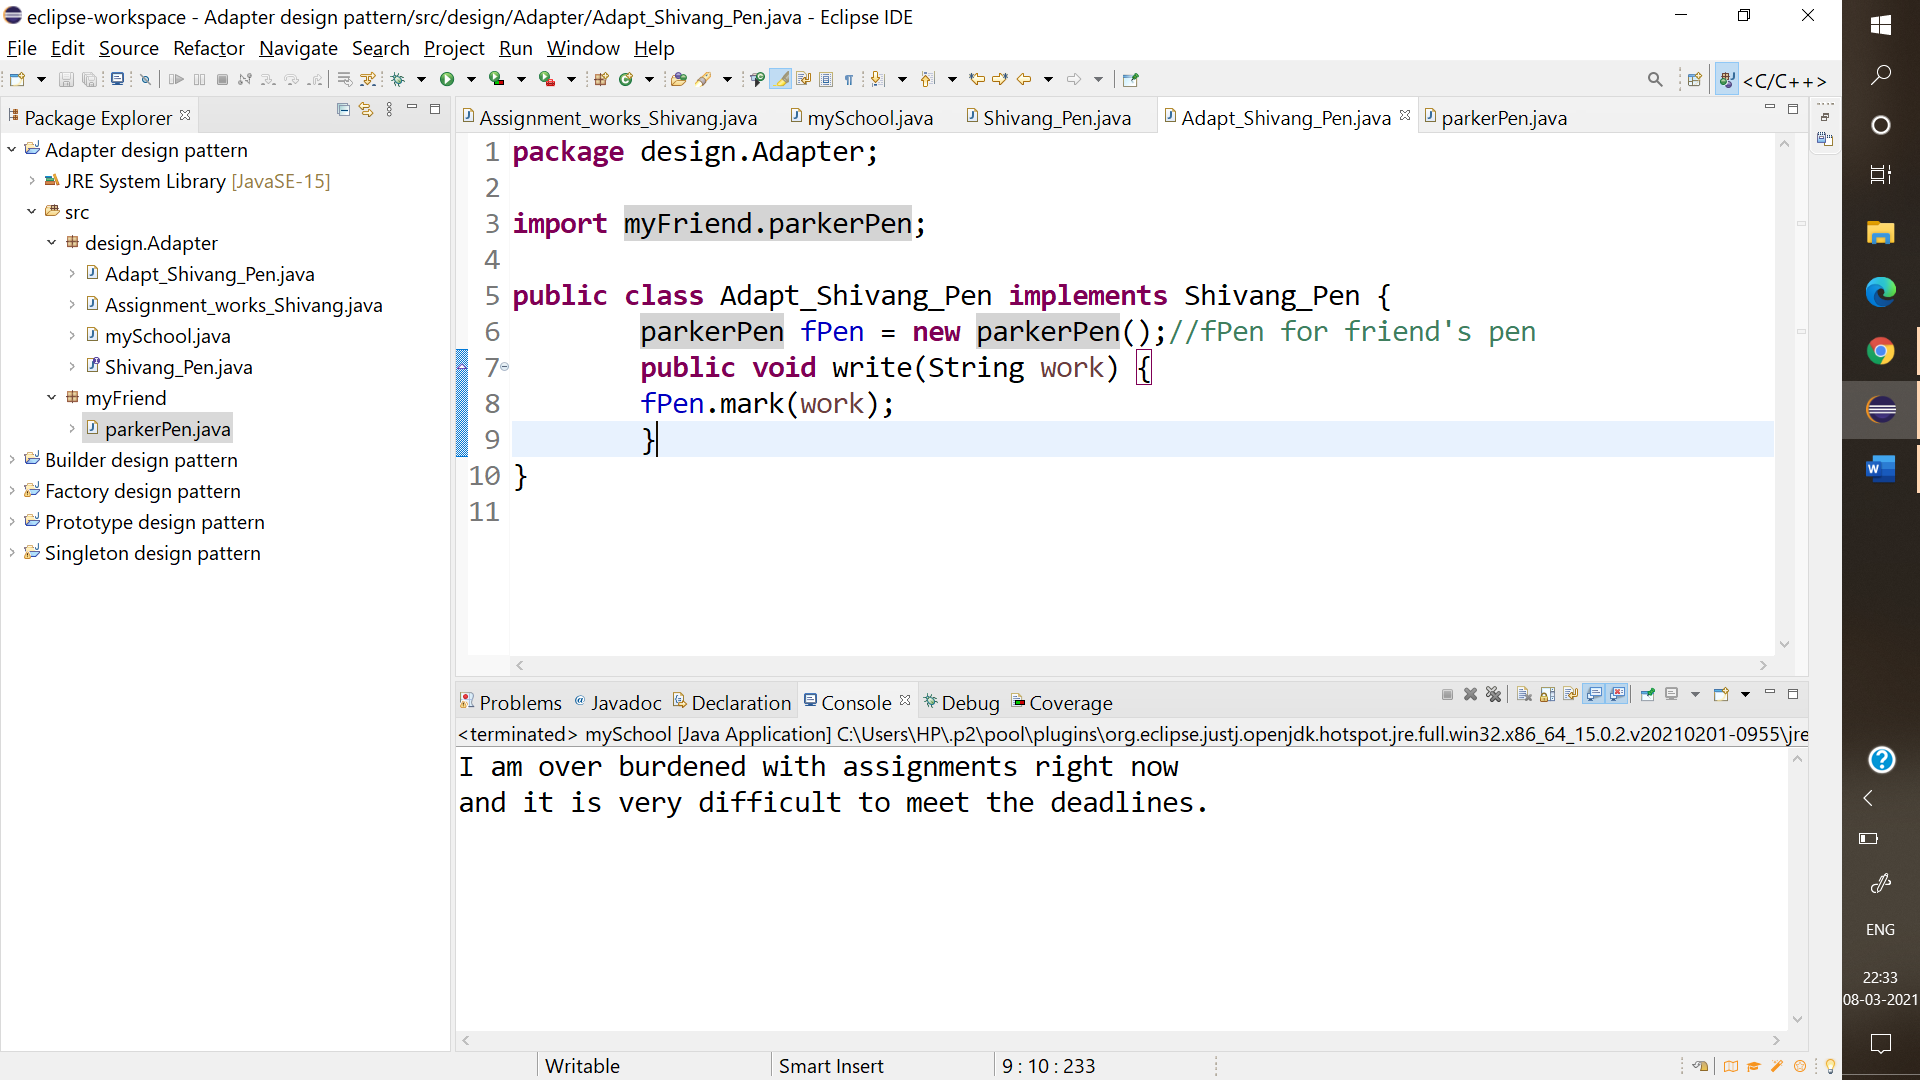 eclipse-workspace - Adapter design pattern/src/design/Adapter/Adapt_Shivang_Pen.java - Eclipse IDE
File Edit Source Refactor Navigate Search Project Run Window Help
<C/C++>
Package Explorer
Adapter design pattern
JRE System Library [JavaSE-15]
src
design.Adapter
Adapt_Shivang_Pen.java
Assignment_works_Shivang.java
mySchool.java
Shivang_Pen.java
myFriend
parkerPen.java
Builder design pattern
Factory design pattern
Prototype design pattern
Singleton design pattern
Assignment_works_Shivang.java mySchool.java Shivang_Pen.java Adapt_Shivang_Pen.java parkerPen.java
1 package design.Adapter;
2
3 import myFriend.parkerPen;
4
5 public class Adapt_Shivang_Pen implements Shivang_Pen {
6 parkerPen fPen = new parkerPen();//fPen for friend's pen
7 public void write(String work) {
8 fPen.mark(work);
9 }
10 }
11
Problems Javadoc Declaration Console Debug Coverage
<terminated> mySchool [Java Application] C:\Users\HP\.p2\pool\plugins\org.eclipse.justj.openjdk.hotspot.jre.full.win32.x86_64_15.0.2.v20210201-0955\jre
I am over burdened with assignments right now
and it is very difficult to meet the deadlines.
Writable Smart Insert 9 : 10 : 233
ENG
22:33
08-03-2021